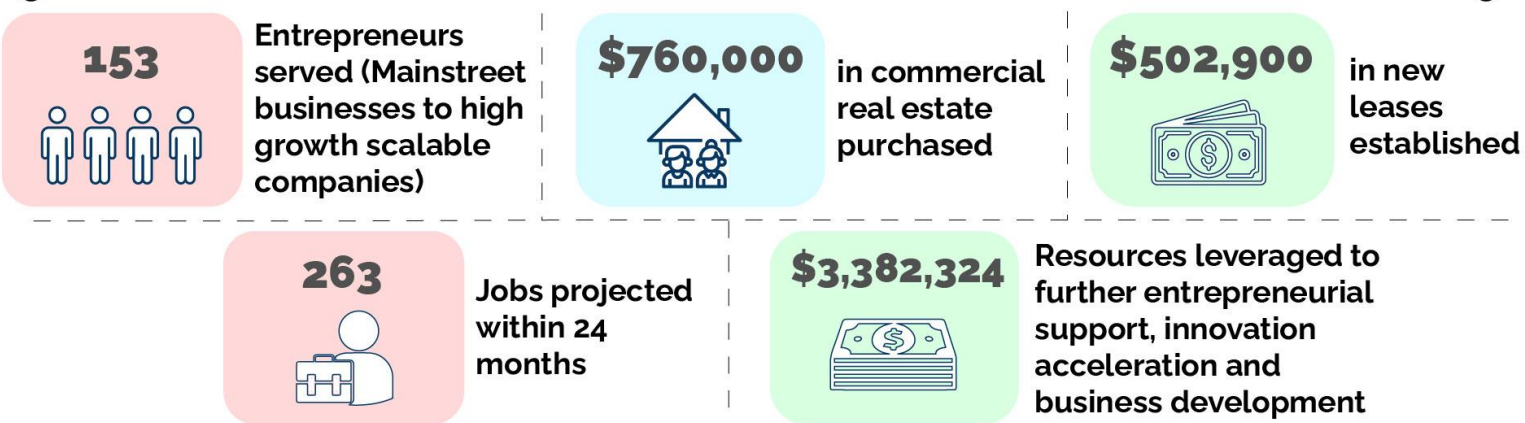 153
Entrepreneurs
served (Mainstreet
businesses to high
growth scalable
companies)
$760,000
in commercial
real estate
purchased
$502,900
in new
leases
established
263
Jobs projected
within 24
months
$3,382,324
Resources leveraged to
further entrepreneurial
support, innovation
acceleration and
business development